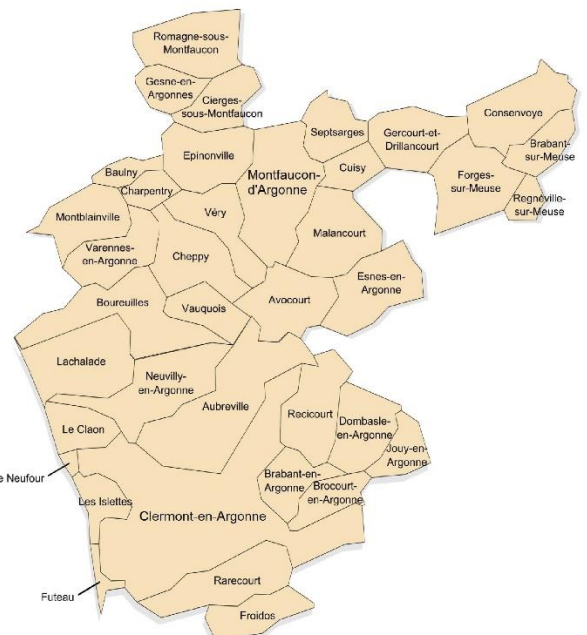 Romagne-sous-
Montfaucon
Gesne-en-
Argonnes
Cierges-
sous-Montfaucon
Septsarges
Gercourt-et-
Drillancourt
Consenvoye
Brabant-
sur-Meuse
Forges-
sur-Meuse
Regnéville-
sur-Meuse
Epinonville
Montfaucon-
d'Argonne
Cuisy
Baulny
Charpentry
Montblainville
Véry
Malancourt
Varennes-
en-Argonne
Cheppy
Esnes-en-
Argonne
Boureuilles
Vauquois
Avocourt
Lachalade
Neuvilly-
en-Argonne
Aubreville
Recicourt
Dombasle-
en-Argonne
Le Claon
Jouy-en-
Argonne
e Neufour
Brabant-en-
Argonne
Brocourt-
en-Argonne
Les Islettes
Clermont-en-Argonne
Futeau
Rarecourt
Froidos